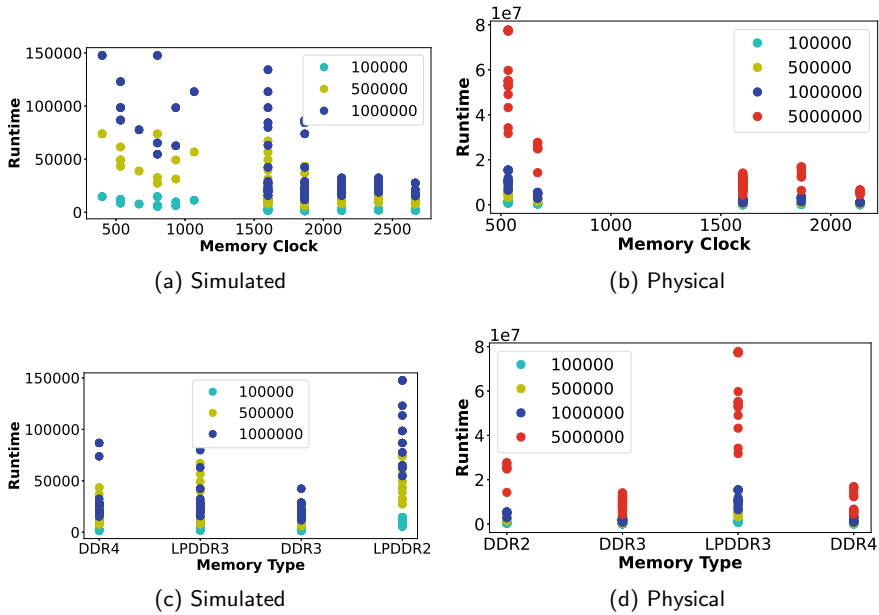 150000
100000
50000
0
Runtime
100000
500000
1000000
500 1000 1500 2000 2500
Memory Clock
(a) Simulated
1e7
8
6
4
2
0
Runtime
100000
500000
1000000
5000000
500 1000 1500 2000
Memory Clock
(b) Physical
150000
100000
50000
0
Runtime
100000
500000
1000000
DDR4 LPDDR3 DDR3 LPDDR2
Memory Type
(c) Simulated
1e7
8
6
4
2
0
Runtime
100000
500000
1000000
5000000
DDR2 DDR3 LPDDR3 DDR4
Memory Type
(d) Physical